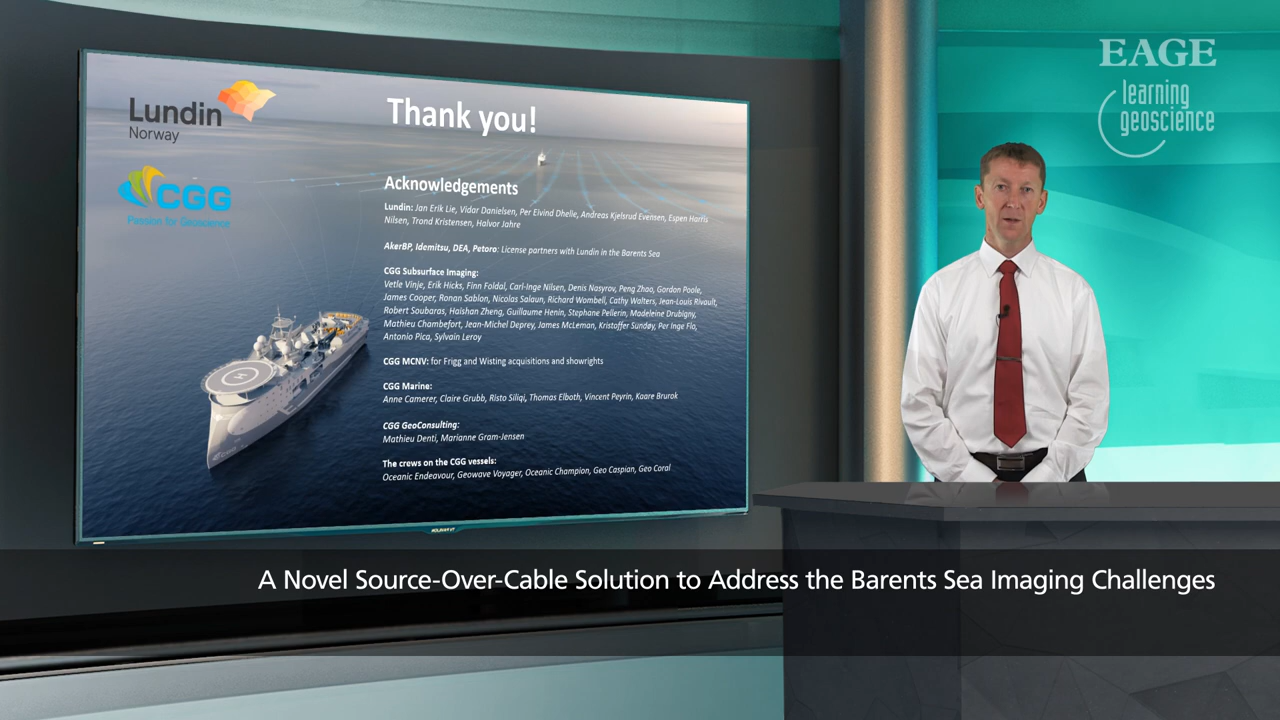 EAGE
learning
geoscience
Lundin
Norway
CGG
Passion for Geoscience
Thank you!
Acknowledgements
Lundin: Jan Erik Lie, Vidar Danielsen, Per Eivind Dhelle, Andreas Kjelsrud Evensen, Espen Harris
Nilsen, Trond Kristensen, Halvor Jahre
AkerBP, Idemitsu, DEA, Petoro: License partners with Lundin in the Barents Sea
CGG Subsurface Imaging:
Vetle Vinje, Erik Hicks, Finn Foldal, Carl-Inge Nilsen, Denis Nasyrov, Peng Zhao, Gordon Poole,
James Cooper, Ronan Sablon, Nicolas Salaun, Richard Wombell, Cathy Walters, Jean-Louis Rivault,
Robert Soubaras, Haishan Zheng, Guillaume Henin, Stephane Pellerin, Madeleine Drubigny,
Mathieu Chambefort, Jean-Michel Deprey, James McLeman, Kristoffer Sundøy, Per Inge Flo,
Antonio Pica, Sylvain Leroy
CGG MCNV: for Frigg and Wisting acquisitions and showrights
CGG Marine:
Anne Camerer, Claire Grubb, Risto Siliqi, Thomas Elboth, Vincent Peyrin, Kaare Brurok
CGG GeoConsulting:
Mathieu Denti, Marianne Gram-Jensen
The crews on the CGG vessels:
Oceanic Endeavour, Geowave Voyager, Oceanic Champion, Geo Caspian, Geo Coral
A Novel Source-Over-Cable Solution to Address the Barents Sea Imaging Challenges